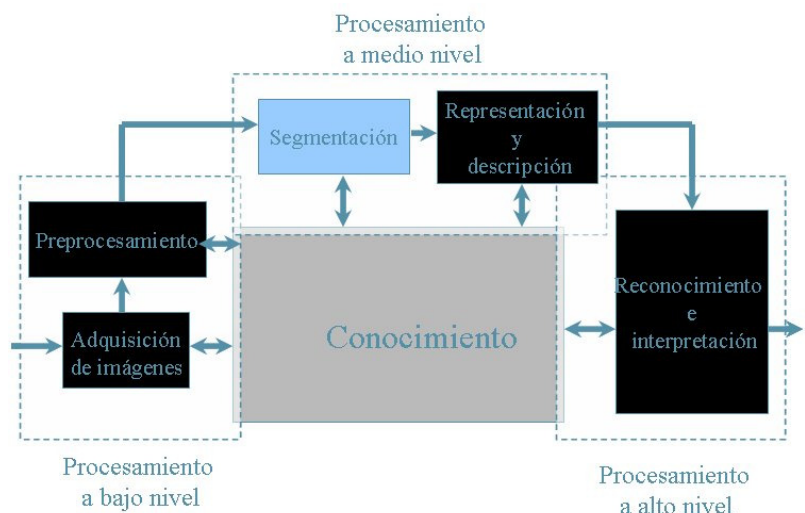 Procesamiento
a medio nivel
Segmentación
Representación
y
descripción
Preprocesamiento
Adquisición
de imágenes
Conocimiento
Reconocimiento
e
interpretación
Procesamiento
a bajo nivel
Procesamiento
a alto nivel